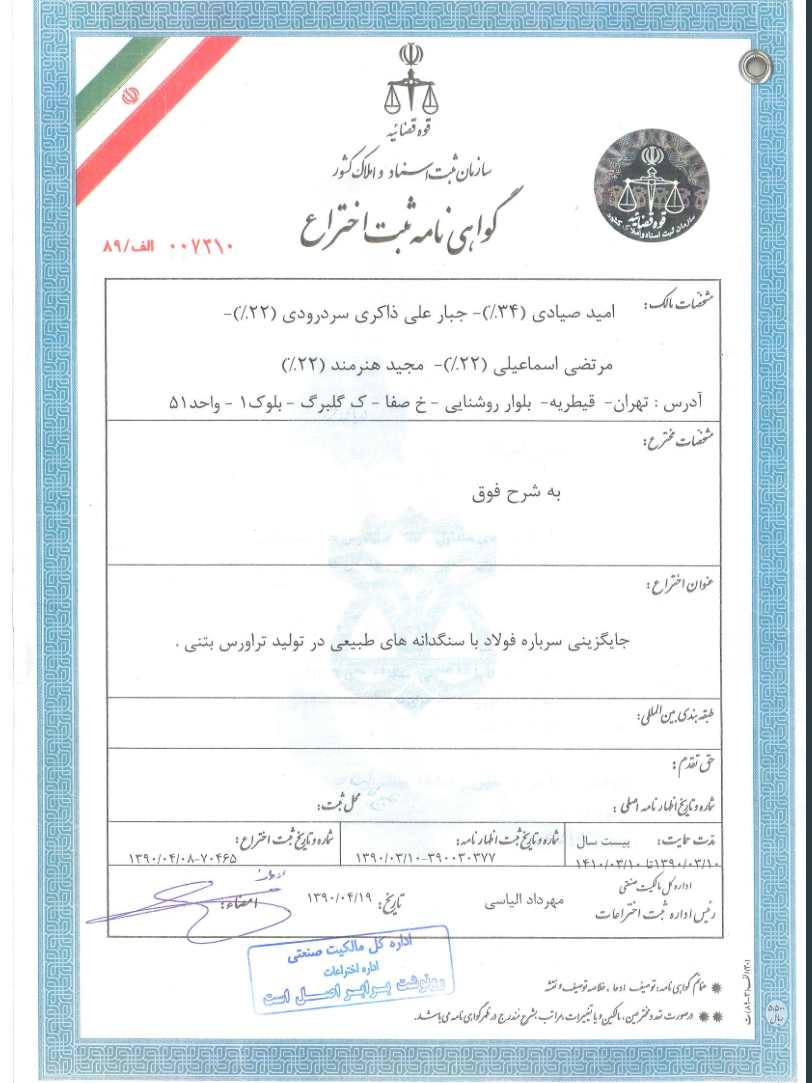 قوه قضائیه
سازمان ثبت اسناد و املاک کشور
گواهی نامه ثبت اختراع
قوه قضائیه
سازمان ثبت اسناد و املاک کشور
۰۰۷۳۱۰ الف/۸۹
مشخصات مالک: امید صیادی (۳۴٪)- جبار علی ذاکری سردرودی (۲۲٪)-
مرتضی اسماعیلی (۲۲٪)- مجید هنرمند (۲۲٪)
آدرس : تهران- قیطریه- بلوار روشنایی -خ صفا - ک گلبرگ - بلوک۱ - واحد۵۱
مشخصات مخترع:
به شرح فوق
عنوان اختراع:
جایگزینی سرباره فولاد با سنگدانه های طبیعی در تولید تراورس بتنی .
طبقه بندی بین المللی:
حق تقدم:
شماره و تاریخ اظهارنامه اصلی:
محل ثبت:
مدت حمایت: بیست سال
۱۳۹۰/۰۳/۱۰تا ۱۴۱۰/۰۳/۱۰
شماره و تاریخ ثبت اظهارنامه:
۱۳۹۰/۰۳/۱۰-۳۹۰۰۳۰۳۷۷
شماره و تاریخ ثبت اختراع:
۱۳۹۰/۰۴/۰۸-۷۰۴۶۵
اداره کل مالکیت صنعتی
رئیس اداره ثبت اختراعات
مهرداد الیاسی
تاریخ: ۱۳۹۰/۰۴/۱۹
امضاء:
اداره کل مالکیت صنعتی
اداره اختراعات
رونوشت برابر اصل است
ضمائم گواهی نامه: توصیف، ادعا، خلاصه توصیف و نقشه
درصورت تعدد مخترعین، مالکین و یا تغییرات، مراتب بشرح مندرج در ظهر گواهی نامه می باشد.
۵,۵۰۰
ریال